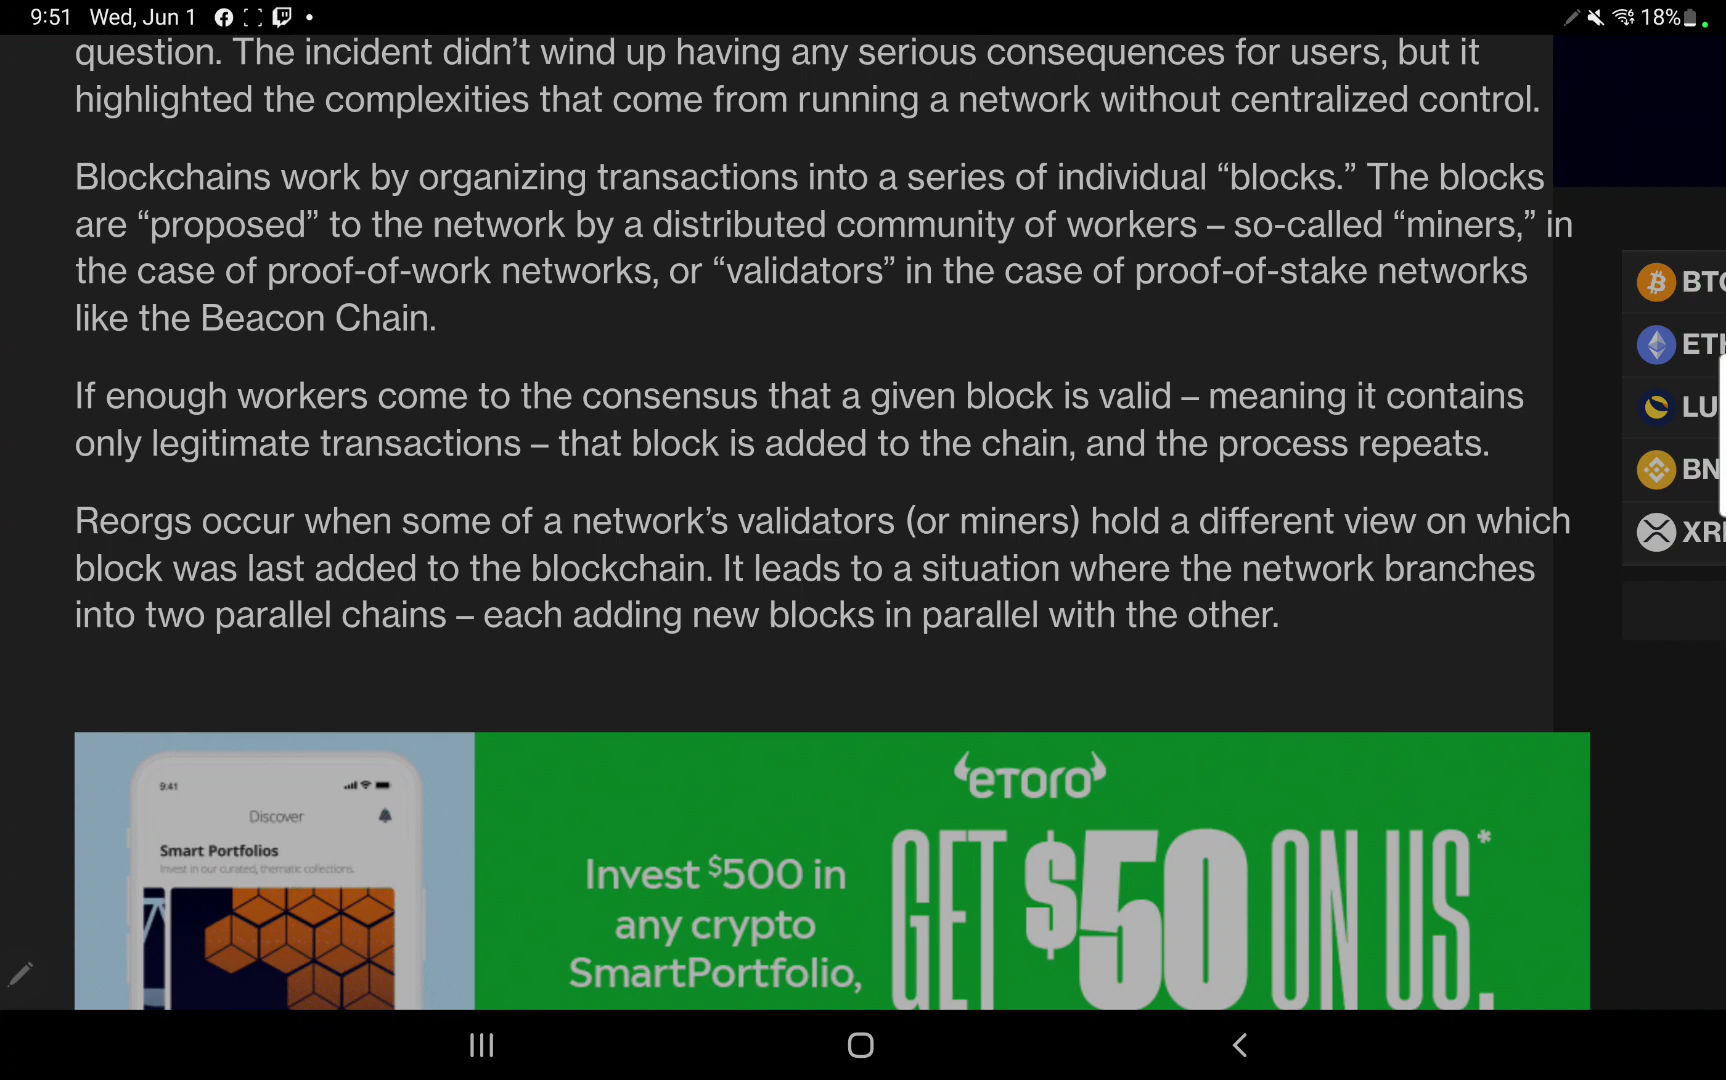 9:51 Wed, Jun 1
18%
question. The incident didn’t wind up having any serious consequences for users, but it
highlighted the complexities that come from running a network without centralized control.
Blockchains work by organizing transactions into a series of individual “blocks.” The blocks
are “proposed” to the network by a distributed community of workers – so-called “miners,” in
the case of proof-of-work networks, or “validators” in the case of proof-of-stake networks
like the Beacon Chain.
If enough workers come to the consensus that a given block is valid – meaning it contains
only legitimate transactions – that block is added to the chain, and the process repeats.
Reorgs occur when some of a network’s validators (or miners) hold a different view on which
block was last added to the blockchain. It leads to a situation where the network branches
into two parallel chains – each adding new blocks in parallel with the other.
BTC
ETH
LU
BN
XR
9:41
Discover
Smart Portfolios
Invest in our curated, thematic collections.
eToro
Invest $500 in
any crypto
SmartPortfolio,
GET $50 ON US.*